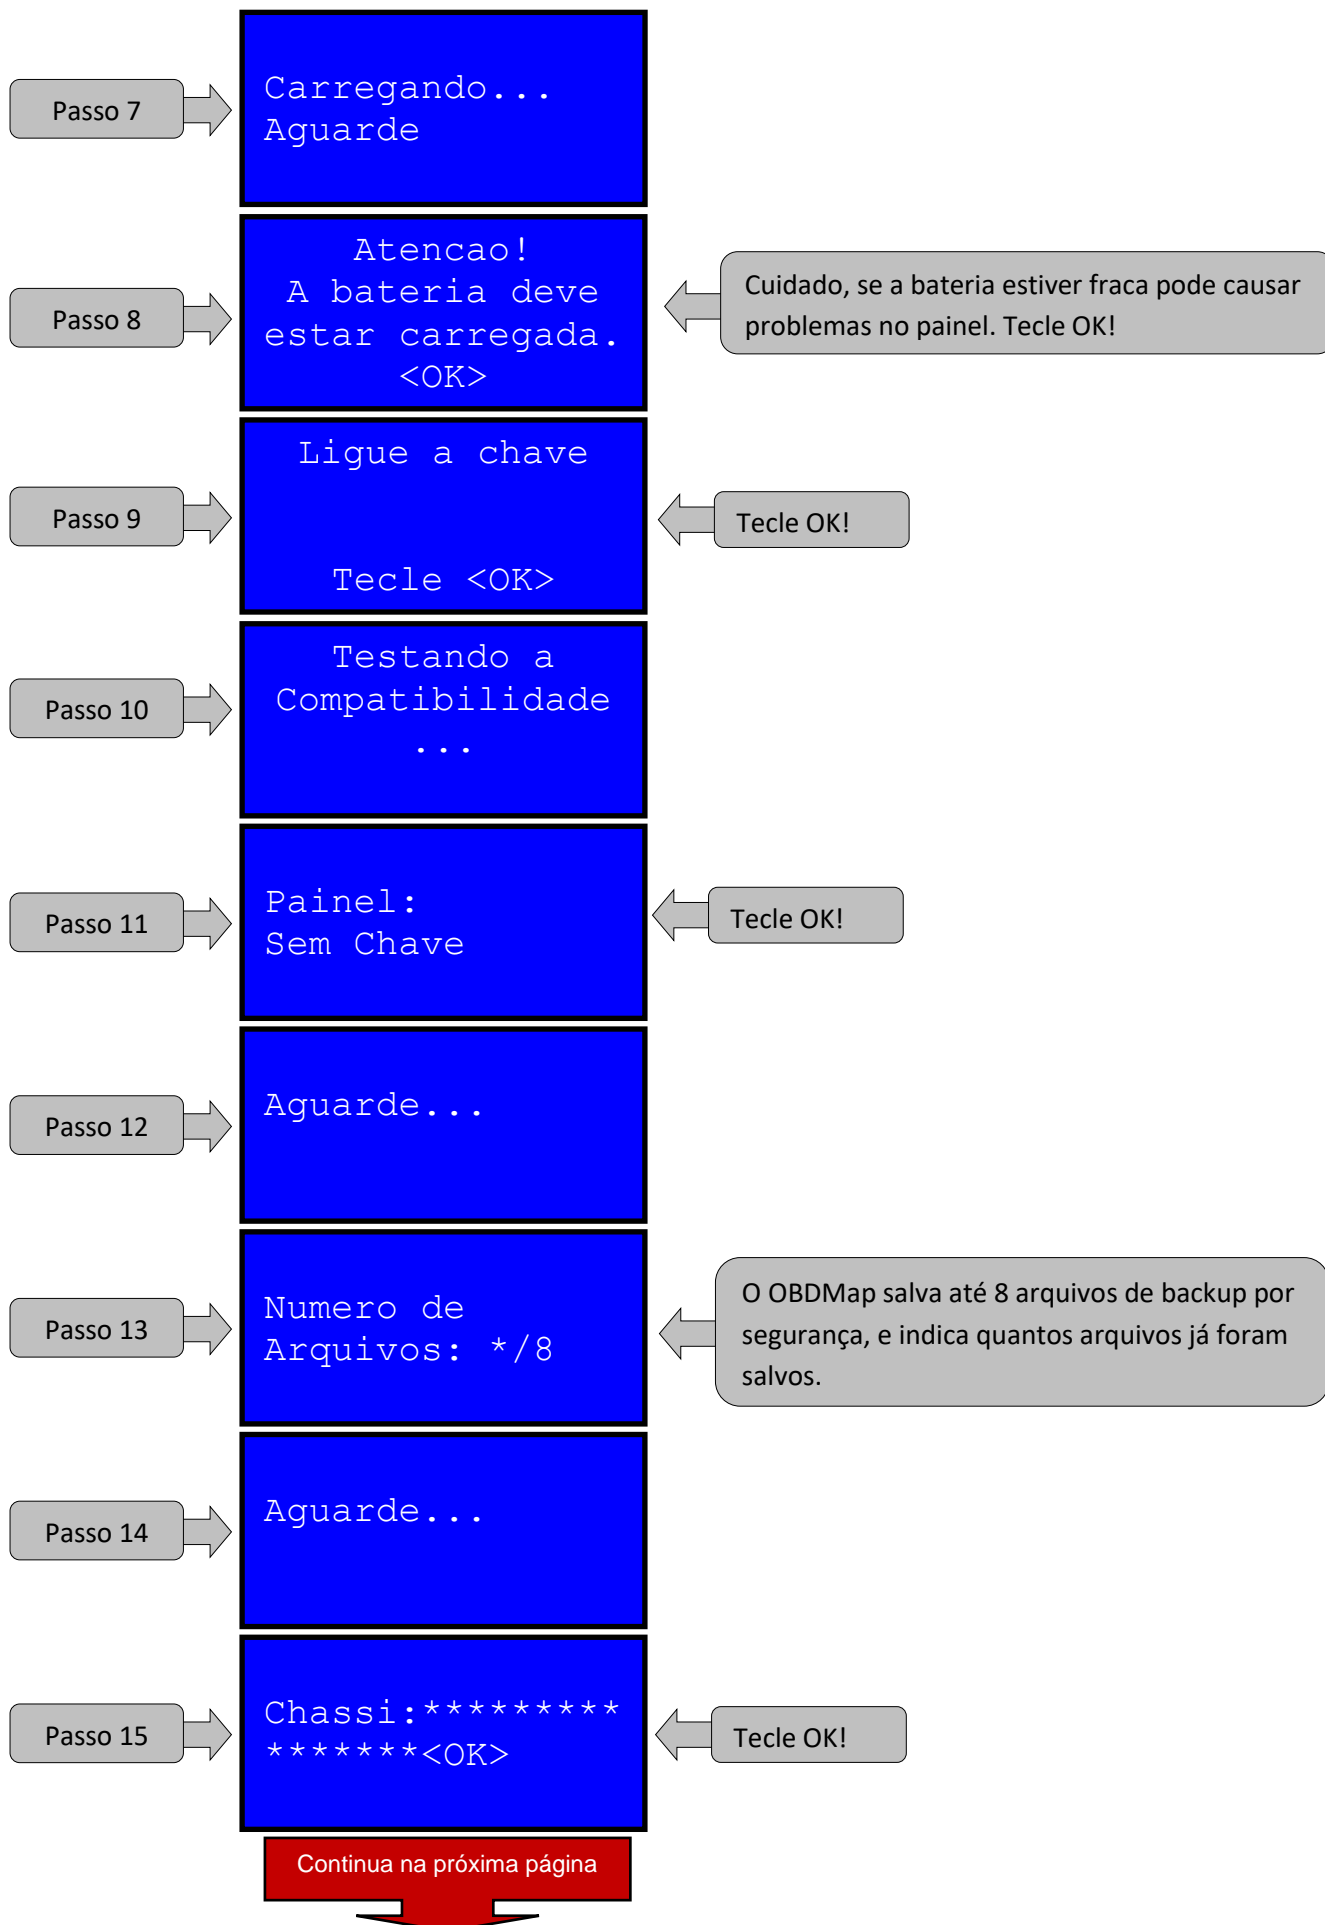 Passo 7
Carregando...
Aguarde
Passo 8
Atencao!
A bateria deve
estar carregada.
<OK>
Cuidado, se a bateria estiver fraca pode causar
problemas no painel. Tecle OK!
Passo 9
Ligue a chave
Tecle <OK>
Tecle OK!
Passo 10
Testando a
Compatibilidade
...
Passo 11
Painel:
Sem Chave
Tecle OK!
Passo 12
Aguarde...
Passo 13
Numero de
Arquivos: */8
O OBDMap salva até 8 arquivos de backup por
segurança, e indica quantos arquivos já foram
salvos.
Passo 14
Aguarde...
Passo 15
Chassi:*********
*******<OK>
Tecle OK!
Continua na próxima página